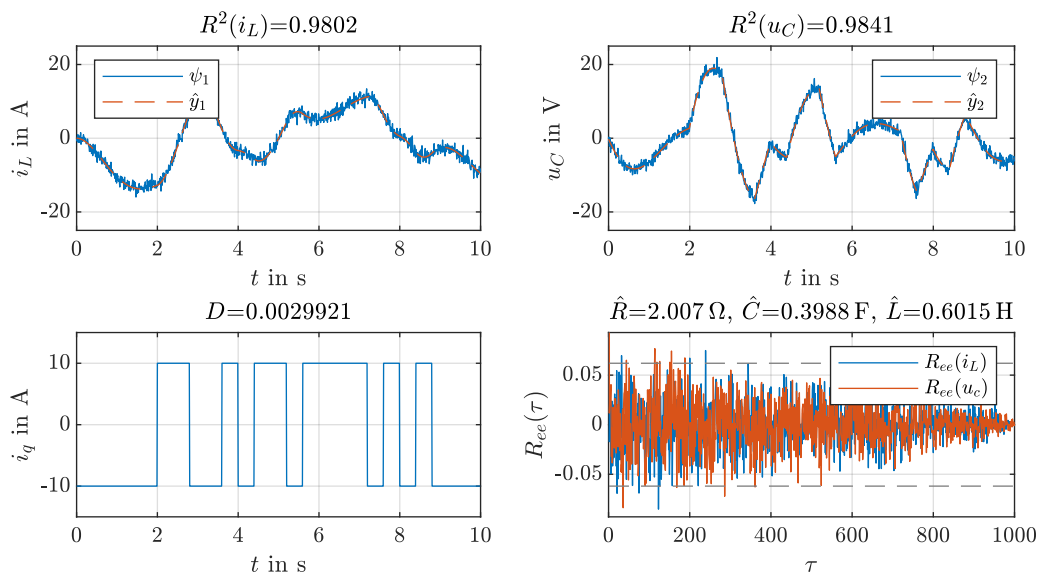 R²(i_L)=0.9802
20
0
-20
i_L in A
ψ₁
ŷ₁
0 2 4 6 8 10
t in s
R²(u_C)=0.9841
20
0
-20
u_C in V
ψ₂
ŷ₂
0 2 4 6 8 10
t in s
D=0.0029921
10
0
-10
i_q in A
0 2 4 6 8 10
t in s
R̂=2.007 Ω, Ĉ=0.3988 F, L̂=0.6015 H
0.05
0
-0.05
R_ee(τ)
R_ee(i_L)
R_ee(u_c)
0 200 400 600 800 1000
τ